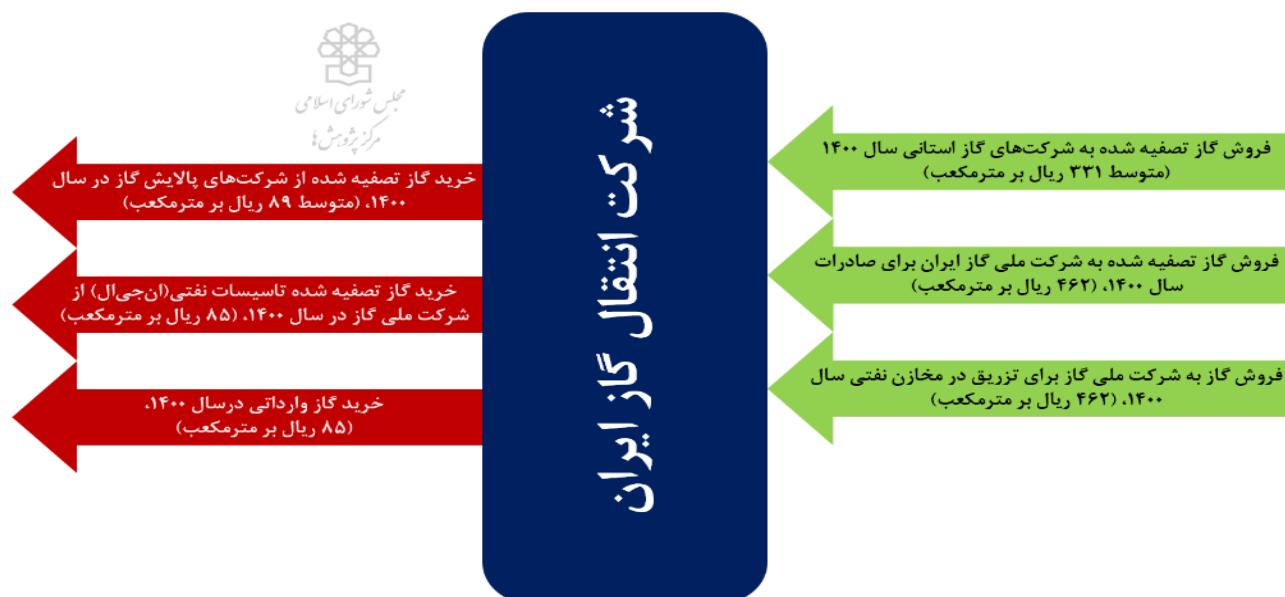 مجلس شورای اسلامی
مرکز پژوهش‌ها
شرکت انتقال گاز ایران
فروش گاز تصفیه شده به شرکت‌های گاز استانی سال ۱۴۰۰
(متوسط ۳۳۱ ریال بر مترمکعب)
فروش گاز تصفیه شده به شرکت ملی گاز ایران برای صادرات
سال ۱۴۰۰، (۴۶۲ ریال بر مترمکعب)
فروش گاز به شرکت ملی گاز برای تزریق در مخازن نفتی سال
۱۴۰۰، (۴۶۲ ریال بر مترمکعب)
خرید گاز تصفیه شده از شرکت‌های پالایش گاز در سال
۱۴۰۰، (متوسط ۸۹ ریال بر مترمکعب)
خرید گاز تصفیه شده تاسیسات نفتی(ان‌جی‌ال) از
شرکت ملی گاز در سال ۱۴۰۰، (۸۵ ریال بر مترمکعب)
خرید گاز وارداتی درسال ۱۴۰۰،
(۸۵ ریال بر مترمکعب)